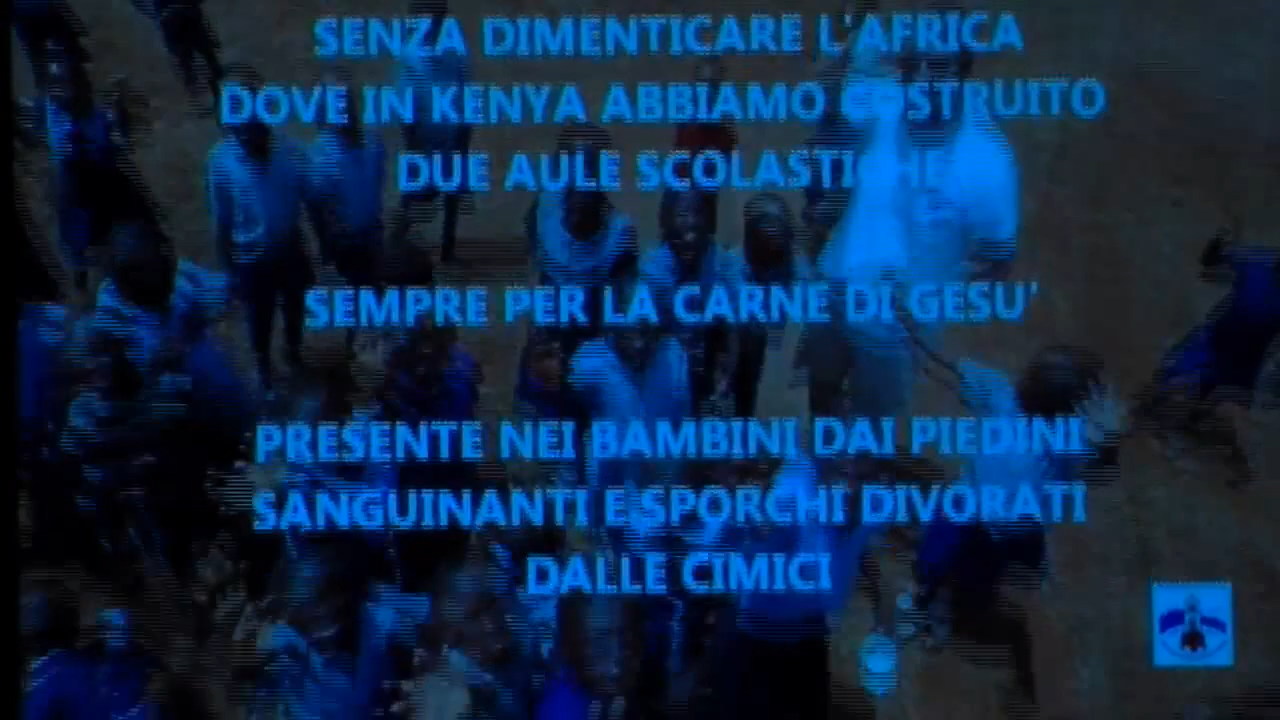 SENZA DIMENTICARE L'AFRICA
DOVE IN KENYA ABBIAMO COSTRUITO
DUE AULE SCOLASTICHE
SEMPRE PER LA CARNE DI GESU'
PRESENTE NEI BAMBINI DAI PIEDINI
SANGUINANTI E SPORCHI DIVORATI
DALLE CIMICI